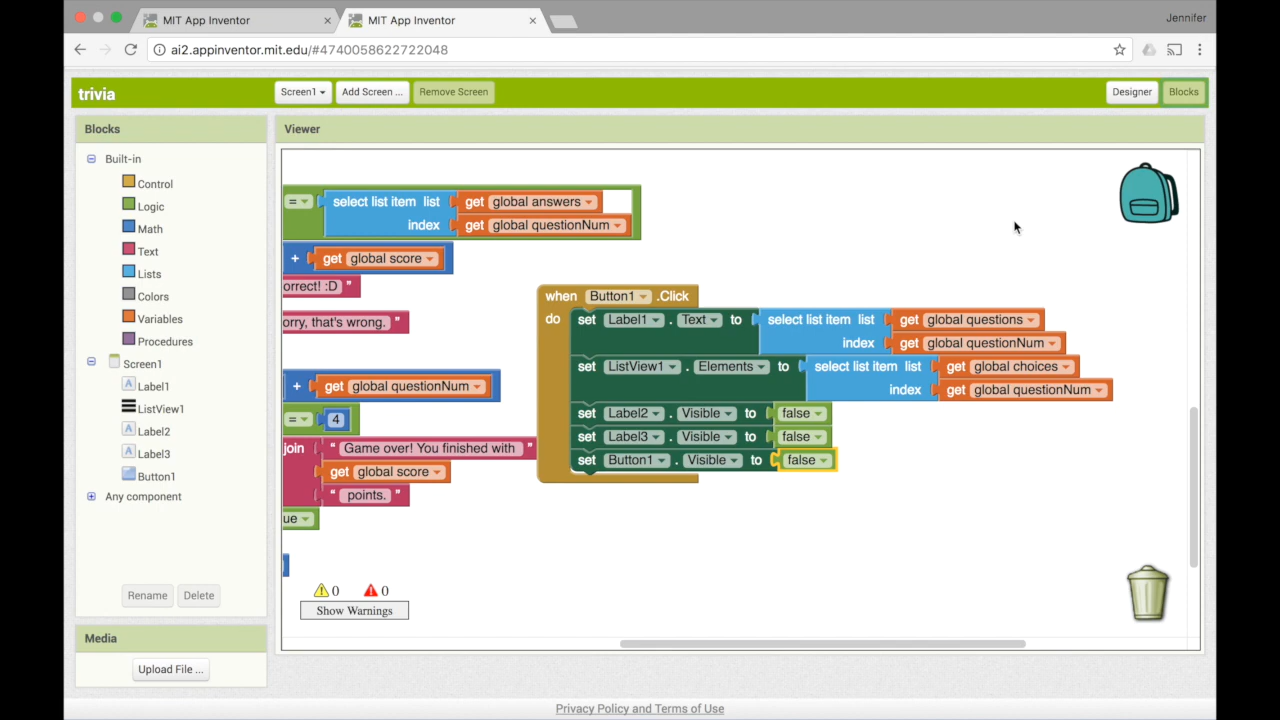 MIT App Inventor
MIT App Inventor
Jennifer
ai2.appinventor.mit.edu/#4740058622722048
trivia
Screen1
Add Screen ...
Remove Screen
Designer
Blocks
Blocks
Built-in
Control
Logic
Math
Text
Lists
Colors
Variables
Procedures
Screen1
Label1
ListView1
Label2
Label3
Button1
Any component
Rename
Delete
Media
Upload File ...
Viewer
= select list item list get global answers
index get global questionNum
+ get global score
orrect! :D "
orry, that's wrong. "
+ get global questionNum
= 4
join " Game over! You finished with "
get global score
" points. "
ue
when Button1 .Click
do set Label1 . Text to select list item list get global questions
index get global questionNum
set ListView1 . Elements to select list item list get global choices
index get global questionNum
set Label2 . Visible to false
set Label3 . Visible to false
set Button1 . Visible to false
0 0
Show Warnings
Privacy Policy and Terms of Use